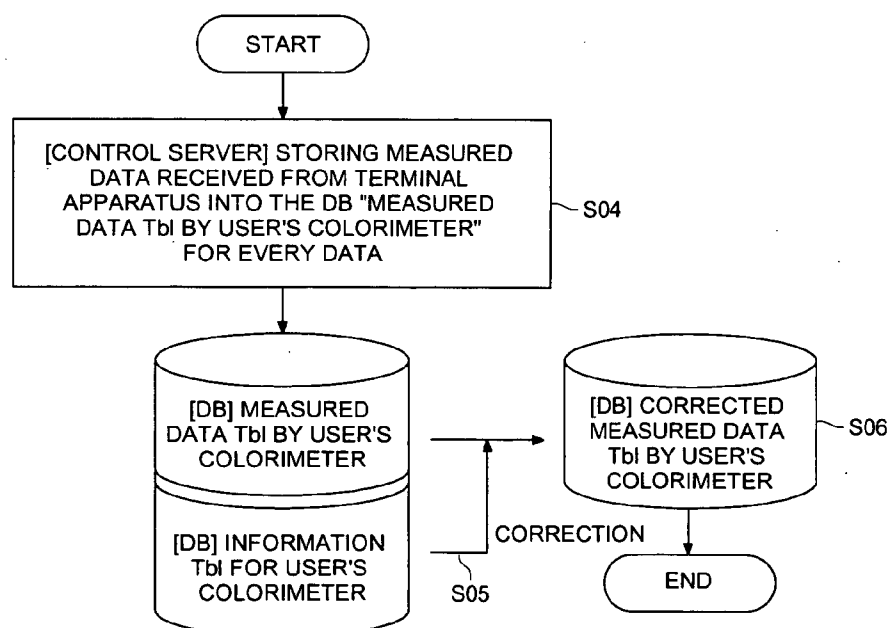 START
[CONTROL SERVER] STORING MEASURED
DATA RECEIVED FROM TERMINAL
APPARATUS INTO THE DB "MEASURED
DATA Tbl BY USER'S COLORIMETER"
FOR EVERY DATA
S04
[DB] MEASURED
DATA Tbl BY USER'S
COLORIMETER
[DB] INFORMATION
Tbl FOR USER'S
COLORIMETER
CORRECTION
S05
[DB] CORRECTED
MEASURED DATA
Tbl BY USER'S
COLORIMETER
S06
END